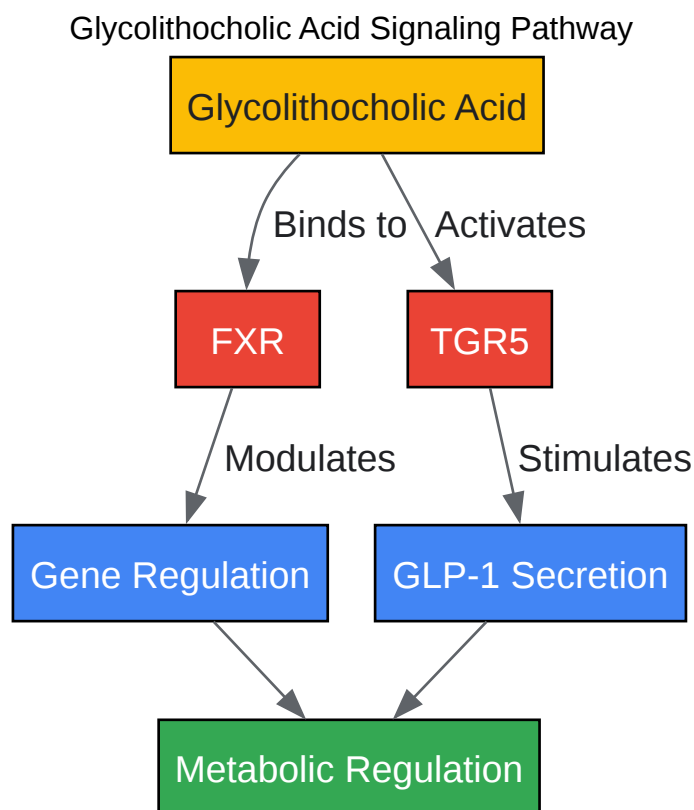 Glycolithocholic Acid Signaling Pathway
Glycolithocholic Acid
Binds to
Activates
FXR
TGR5
Modulates
Stimulates
Gene Regulation
GLP-1 Secretion
Metabolic Regulation